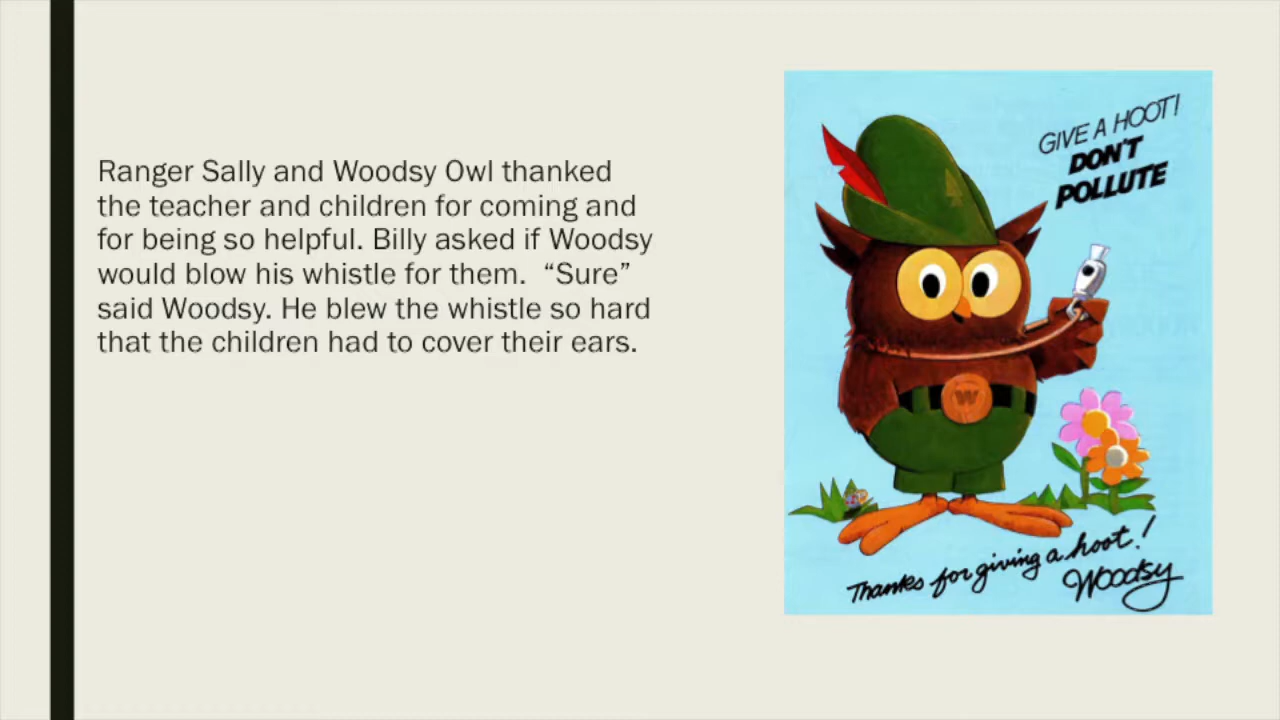 Ranger Sally and Woodsy Owl thanked
the teacher and children for coming and
for being so helpful. Billy asked if Woodsy
would blow his whistle for them.  “Sure”
said Woodsy. He blew the whistle so hard
that the children had to cover their ears.
GIVE A HOOT!
DON'T
POLLUTE
W
Thanks for giving a hoot!
Woodsy